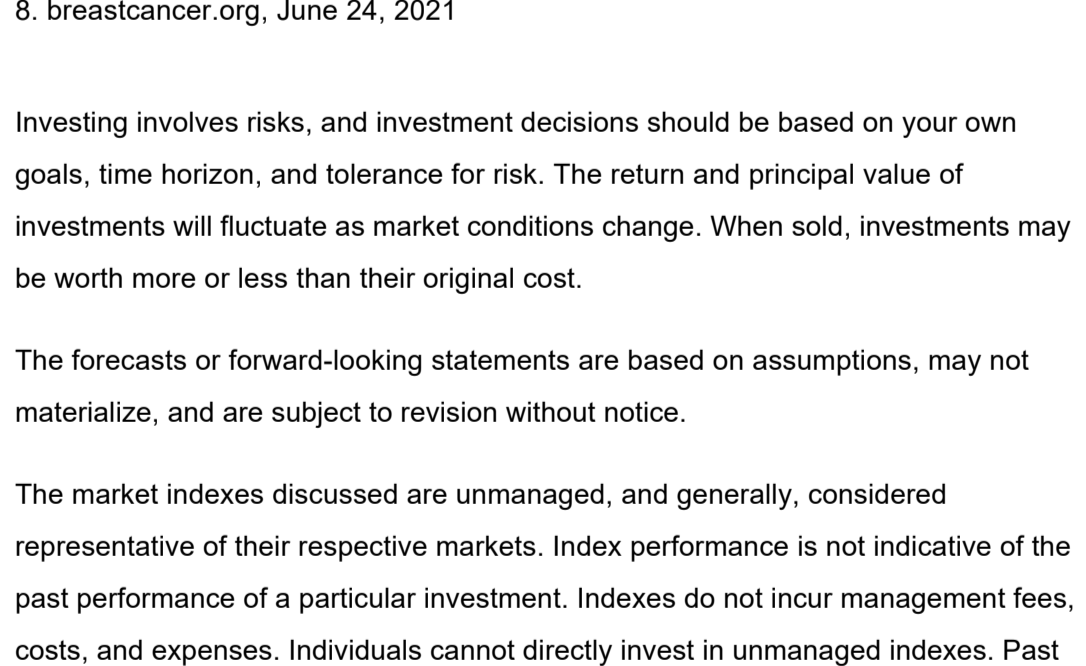 8. breastcancer.org, June 24, 2021
Investing involves risks, and investment decisions should be based on your own
goals, time horizon, and tolerance for risk. The return and principal value of
investments will fluctuate as market conditions change. When sold, investments may
be worth more or less than their original cost.
The forecasts or forward-looking statements are based on assumptions, may not
materialize, and are subject to revision without notice.
The market indexes discussed are unmanaged, and generally, considered
representative of their respective markets. Index performance is not indicative of the
past performance of a particular investment. Indexes do not incur management fees,
costs, and expenses. Individuals cannot directly invest in unmanaged indexes. Past